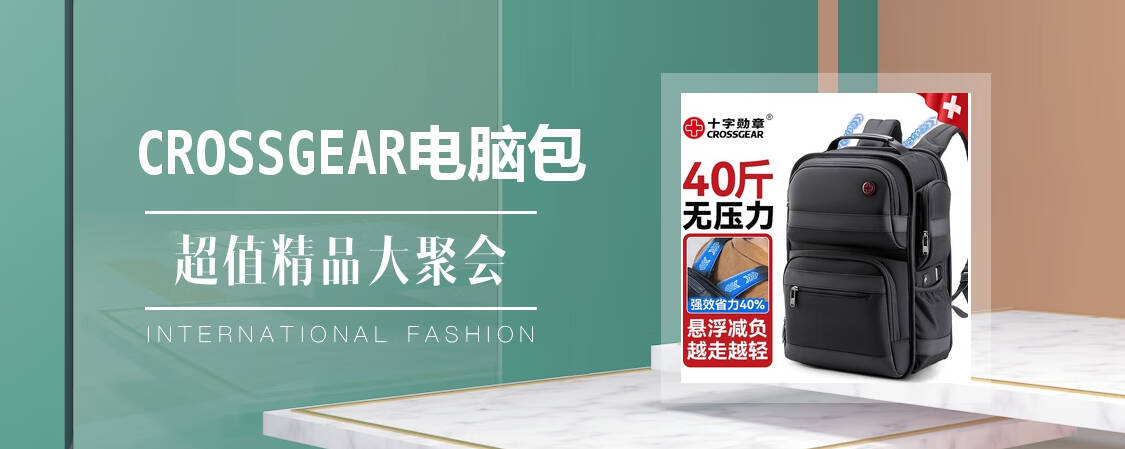 CROSSGEAR电脑包
超值精品大聚会
INTERNATIONAL FASHION
十字勋章®
CROSSGEAR
40斤
无压力
强效省力40%
悬浮减负
越走越轻